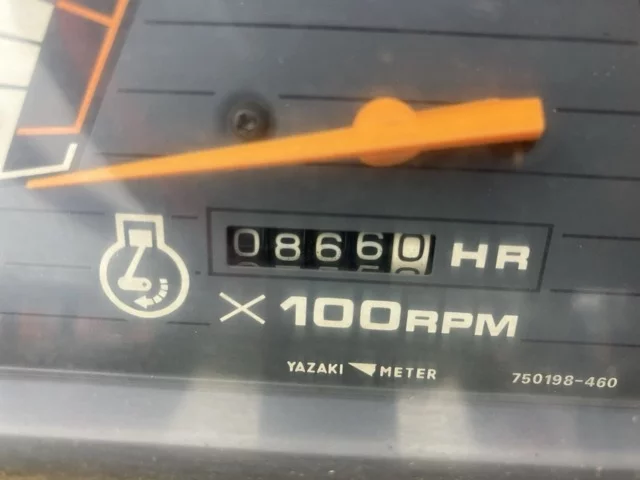 08660 HR
× 100RPM
YAZAKI METER
750198-460